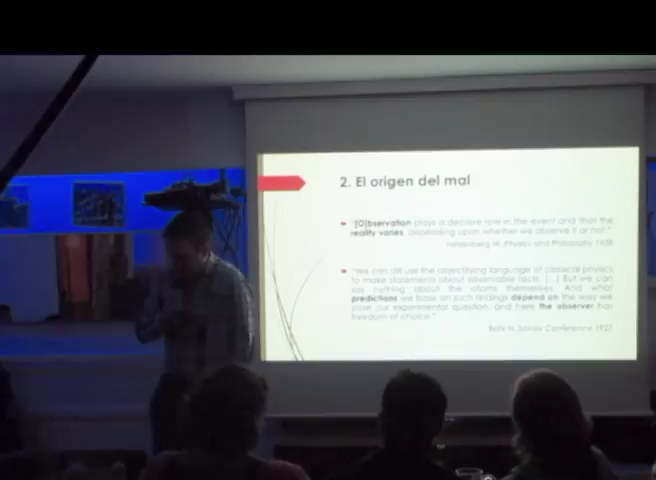 2. El origen del mal
"[O]bservation plays a decisive role in the event and that the
reality varies, depending upon whether we observe it or not."
Heisenberg W. Physics and Philosophy 1958
"We can still use the objectifying language of classical physics
to make statements about observable facts. [...] But we can
say nothing about the atoms themselves. And what
predictions we base on such findings depend on the way we
pose our experimental question, and here the observer has
freedom of choice."
Bohr N. Solvay Conference 1927